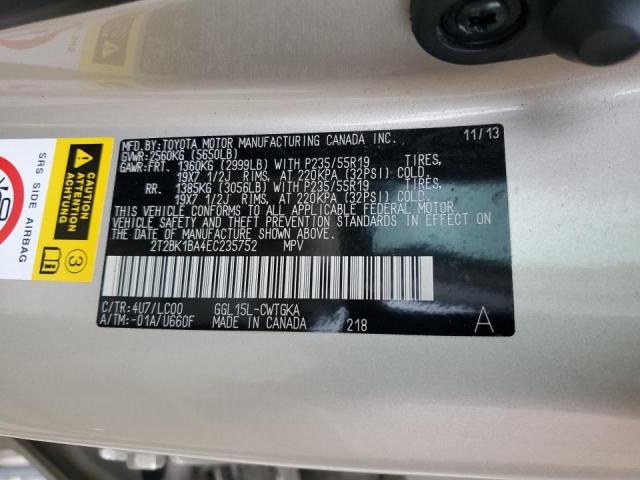 MFD.BY:TOYOTA MOTOR MANUFACTURING CANADA INC. 11/13
GVWR:2560KG (5650LB)
GAWR:FRT. 1360KG (2999LB) WITH P235/55R19 TIRES,
19X7 1/2J RIMS, AT 220KPA (32PSI) COLD.
RR. 1385KG (3056LB) WITH P235/55R19 TIRES,
19X7 1/2J RIMS, AT 220KPA (32PSI) COLD.
THIS VEHICLE CONFORMS TO ALL APPLICABLE FEDERAL MOTOR
VEHICLE SAFETY AND THEFT PREVENTION STANDARDS IN EFFECT
ON THE DATE OF MANUFACTURE SHOWN ABOVE.
2T2BK1BA4EC235752 MPV
C/TR:4U7/LC00 GGL15L-CWTGKA
A/TM:-01A/U660F MADE IN CANADA 218 A
SRS SIDE AIRBAG
CAUTION
ATTENTION
ACHTUNG
3